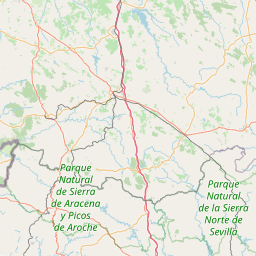 Parque
Natural
de Sierra
de Aracena
y Picos
de Aroche
Parque
Natural
de la Sierra
Norte de
Sevilla